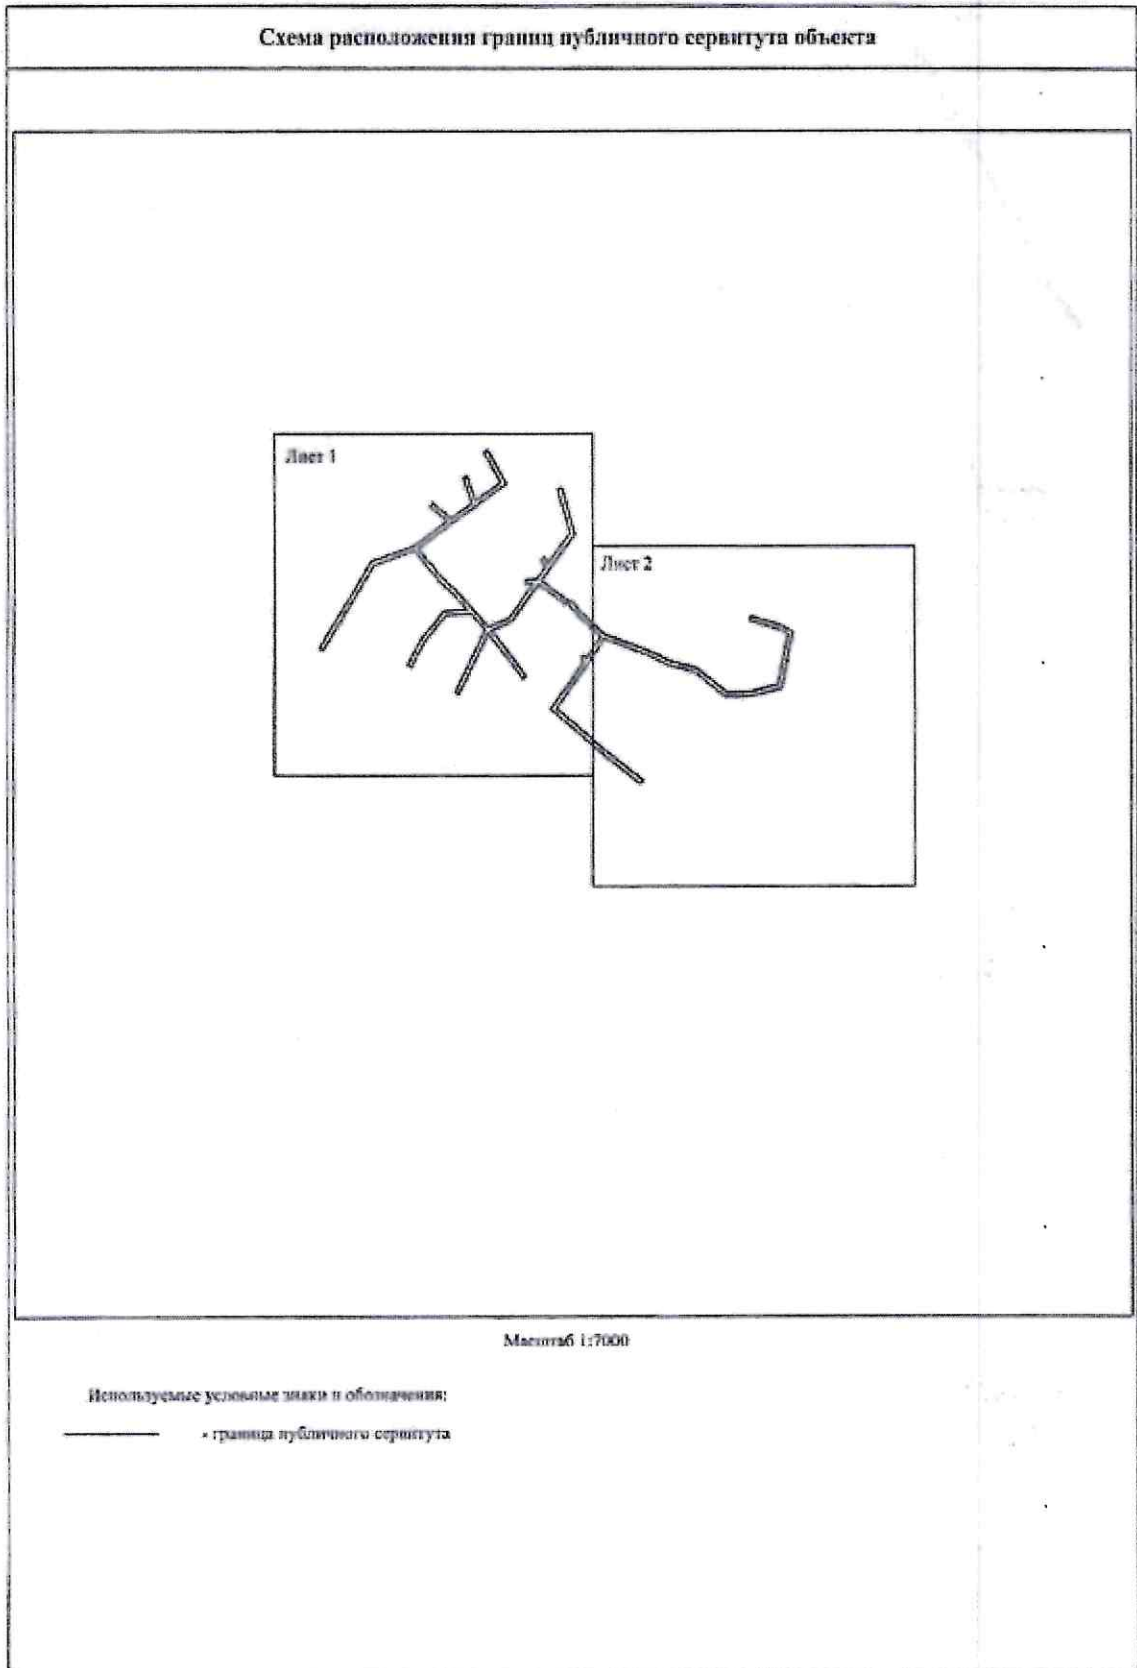 Схема расположения границ публичного сервитута объекта
Лист 1
Лист 2
Масштаб 1:7000
Используемые условные знаки и обозначения:
- граница публичного сервитута